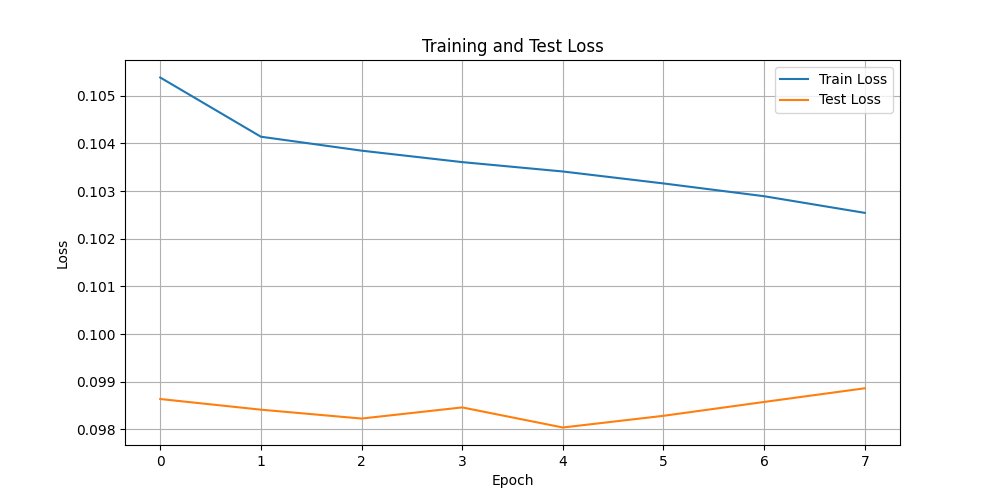 Training and Test Loss
Train Loss
Test Loss
0.105
0.104
0.103
0.102
0.101
0.100
0.099
0.098
Loss
0 1 2 3 4 5 6 7
Epoch